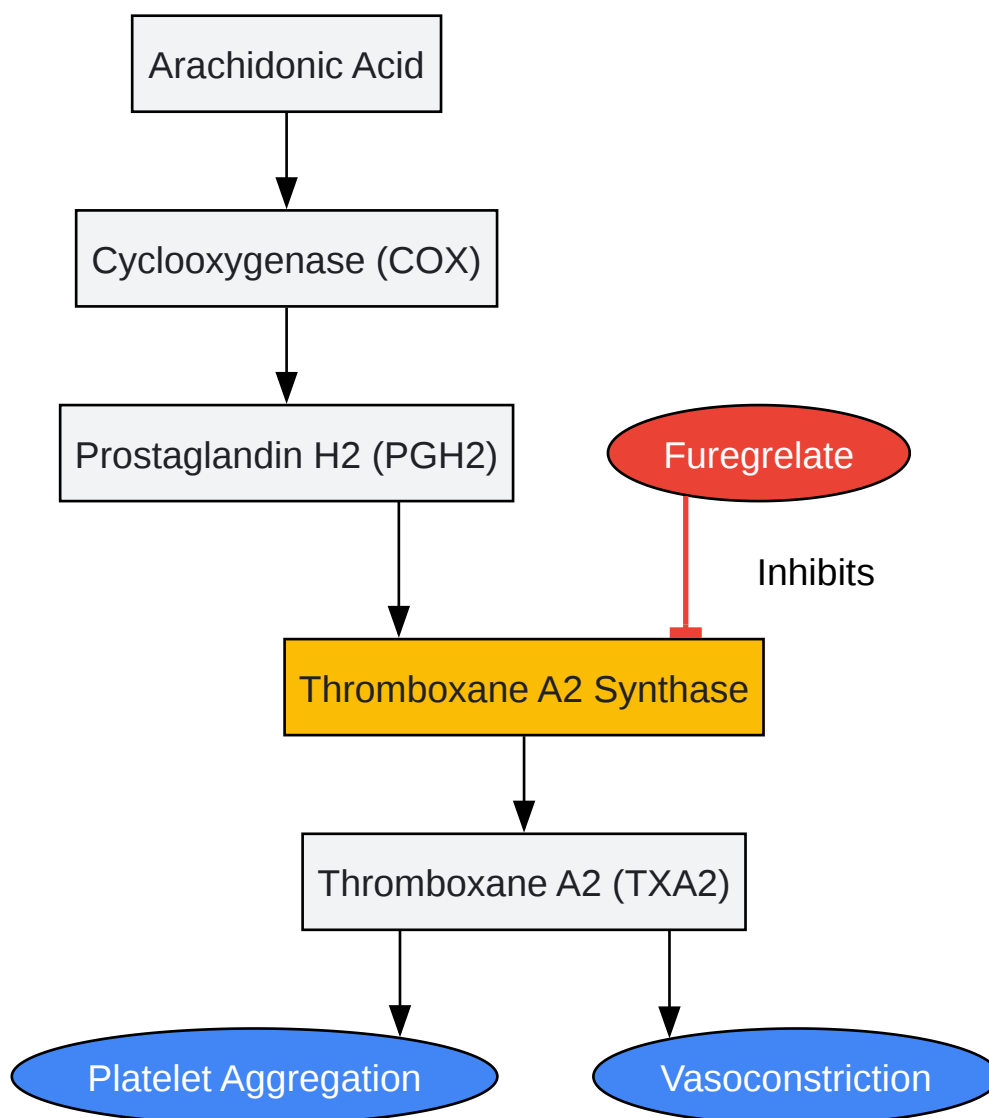 Arachidonic Acid
Cyclooxygenase (COX)
Prostaglandin H2 (PGH2)
Furegrelate
Inhibits
Thromboxane A2 Synthase
Thromboxane A2 (TXA2)
Platelet Aggregation
Vasoconstriction